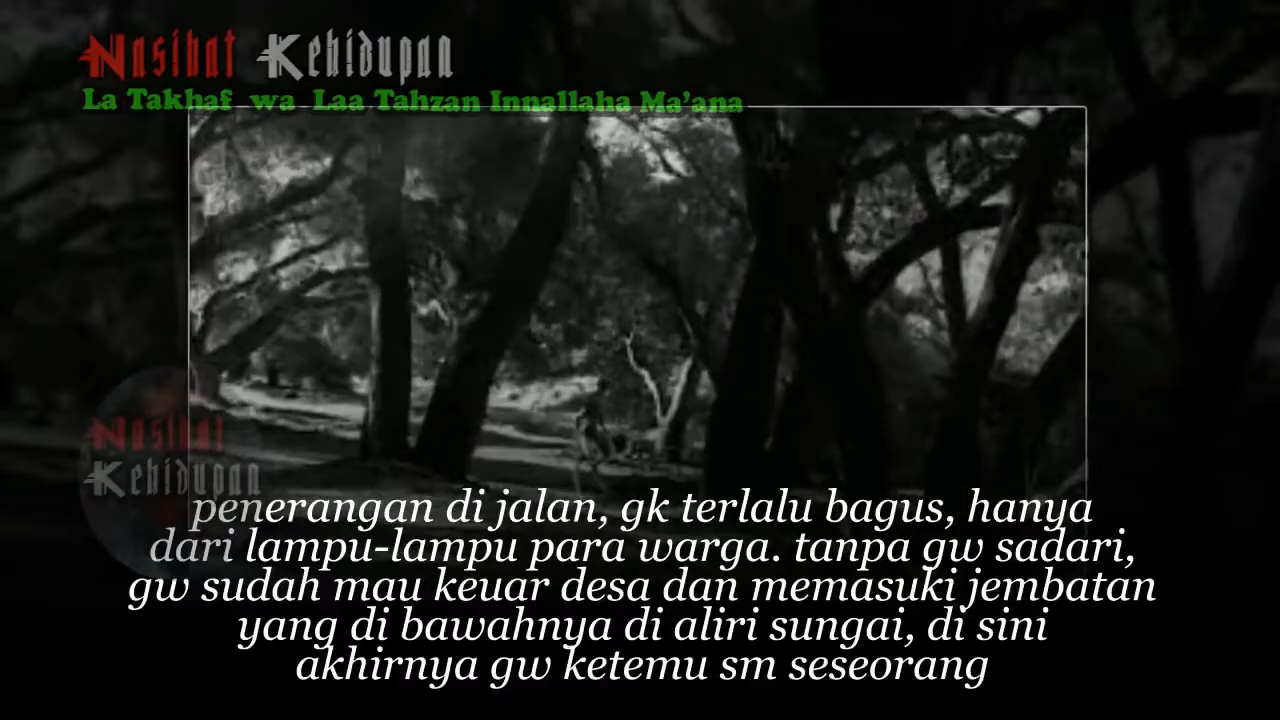 Nasihat Kehidupan
La Takhaf wa Laa Tahzan Innallaha Ma'ana
Nasihat
Kehidupan
penerangan di jalan, gk terlalu bagus, hanya
dari lampu-lampu para warga. tanpa gw sadari,
gw sudah mau keuar desa dan memasuki jembatan
yang di bawahnya di aliri sungai, di sini
akhirnya gw ketemu sm seseorang